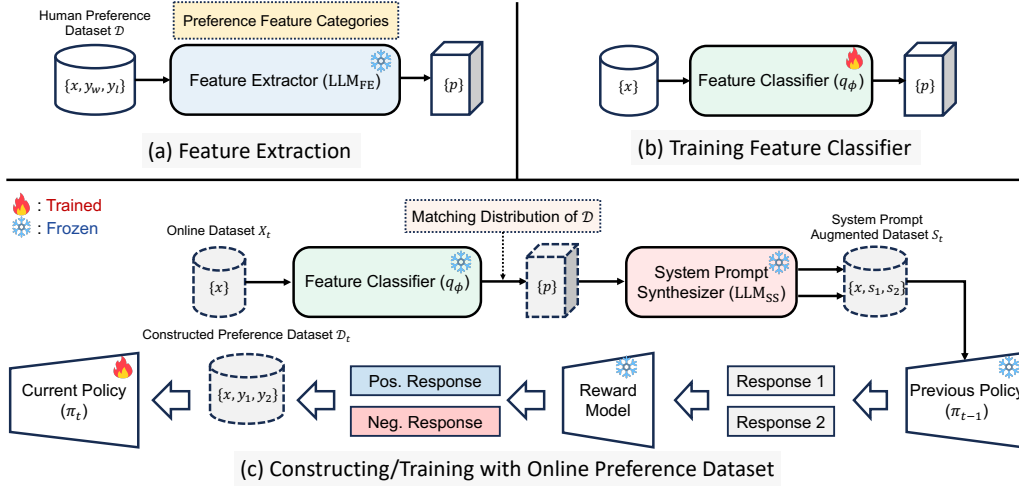 Human Preference
Dataset 𝒟
Preference Feature Categories
{x, y_w, y_l}
Feature Extractor (LLM_FE)
{p}
(a) Feature Extraction
{x}
Feature Classifier (q_ϕ)
{p}
(b) Training Feature Classifier
: Trained
: Frozen
Online Dataset X_t
{x}
Feature Classifier (q_ϕ)
Matching Distribution of 𝒟
{p}
System Prompt
Synthesizer (LLM_SS)
System Prompt
Augmented Dataset S_t
{x, s_1, s_2}
Constructed Preference Dataset 𝒟_t
Current Policy
(π_t)
{x, y_1, y_2}
Pos. Response
Neg. Response
Reward
Model
Response 1
Response 2
Previous Policy
(π_{t−1})
(c) Constructing/Training with Online Preference Dataset